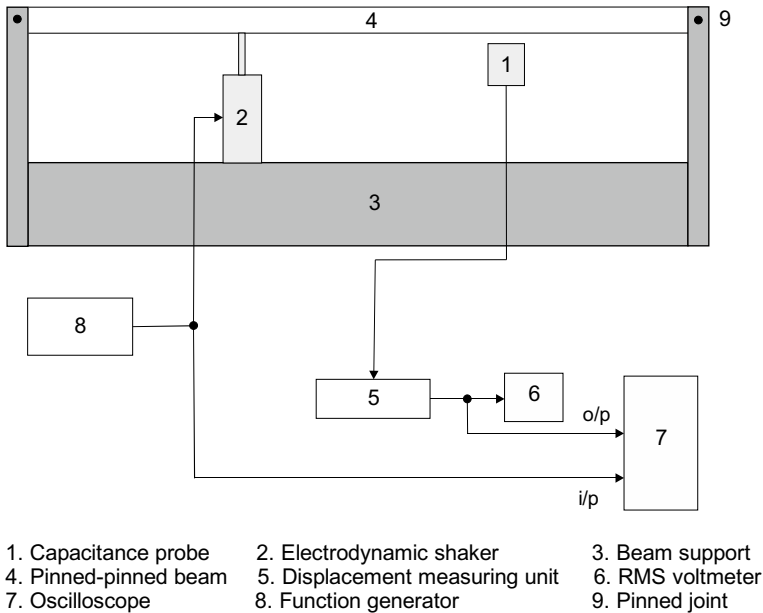 4
9
1
2
3
8
5
6
7
o/p
i/p
1. Capacitance probe 2. Electrodynamic shaker 3. Beam support
4. Pinned-pinned beam 5. Displacement measuring unit 6. RMS voltmeter
7. Oscilloscope 8. Function generator 9. Pinned joint